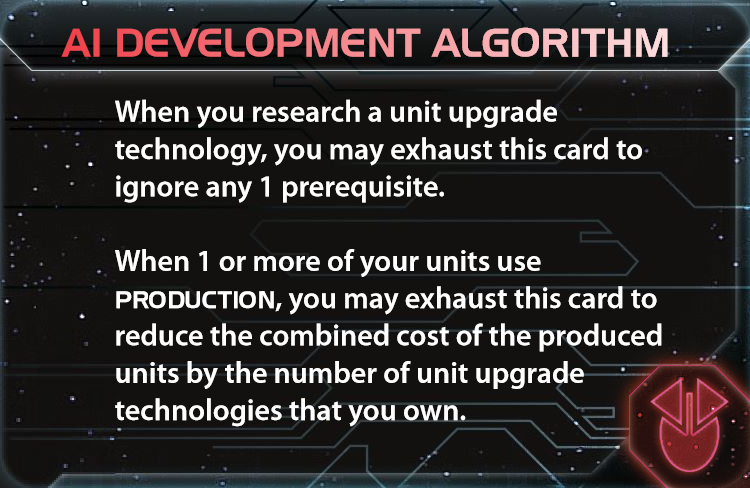 AI DEVELOPMENT ALGORITHM
When you research a unit upgrade
technology, you may exhaust this card to
ignore any 1 prerequisite.
When 1 or more of your units use
PRODUCTION, you may exhaust this card to
reduce the combined cost of the produced
units by the number of unit upgrade
technologies that you own.